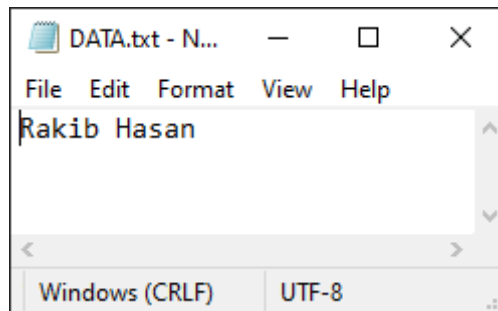 DATA.txt - N...
File Edit Format View Help
Rakib Hasan
Windows (CRLF) UTF-8